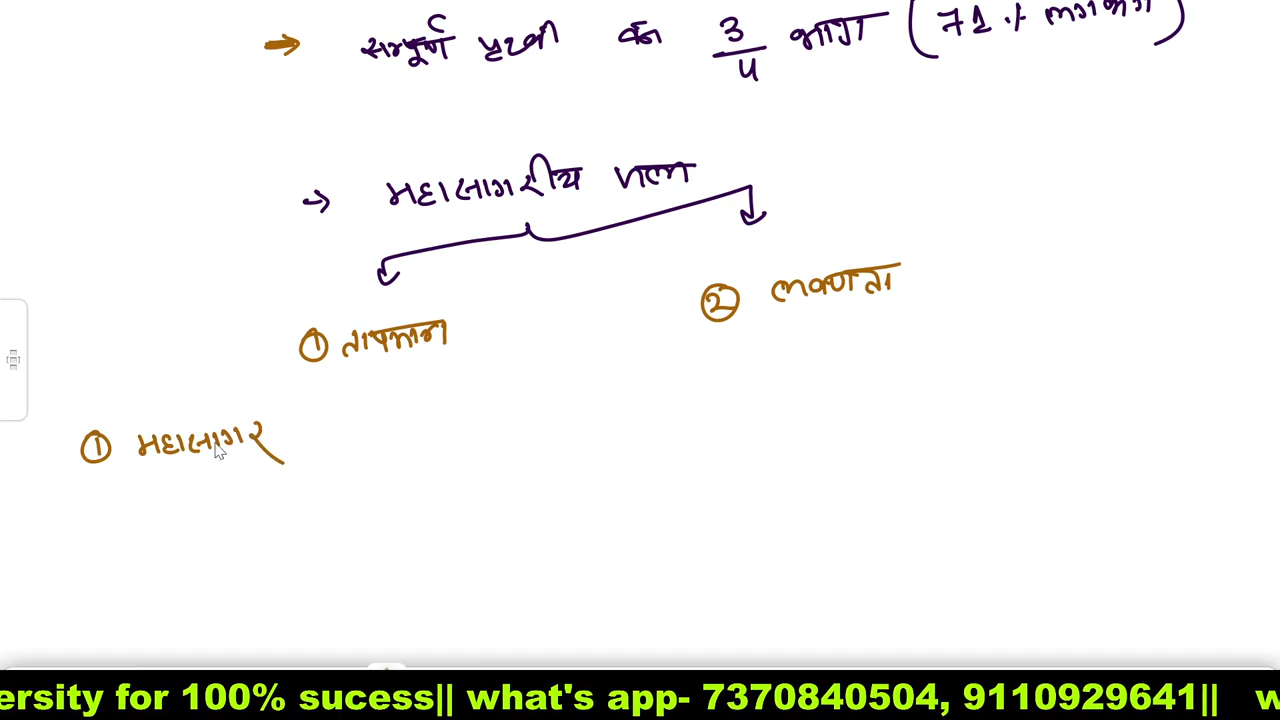 → सम्पूर्ण पृथ्वी का 3/4 भाग (71% लगभग)
→ महासागरीय जल
② लवणता
① तापमान
① महासागर
ersity for 100% sucess|| what's app- 7370840504, 9110929641|| w